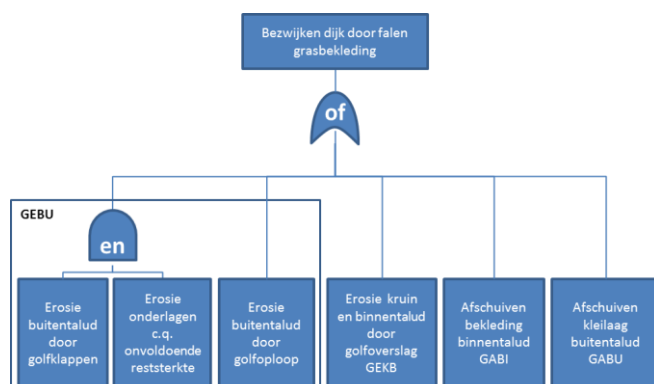 Bezwijken dijk door falen
grasbekleding
of
GEBU
en
Erosie
buitentalud
door
golfklappen
Erosie
onderlagen
c.q.
onvoldoende
reststerkte
Erosie
buitentalud
door
golfoploop
Erosie kruin
en binnentalud
door
golfoverslag
GEKB
Afschuiven
bekleding
binnentalud
GABI
Afschuiven
kleilaag
buitentalud
GABU